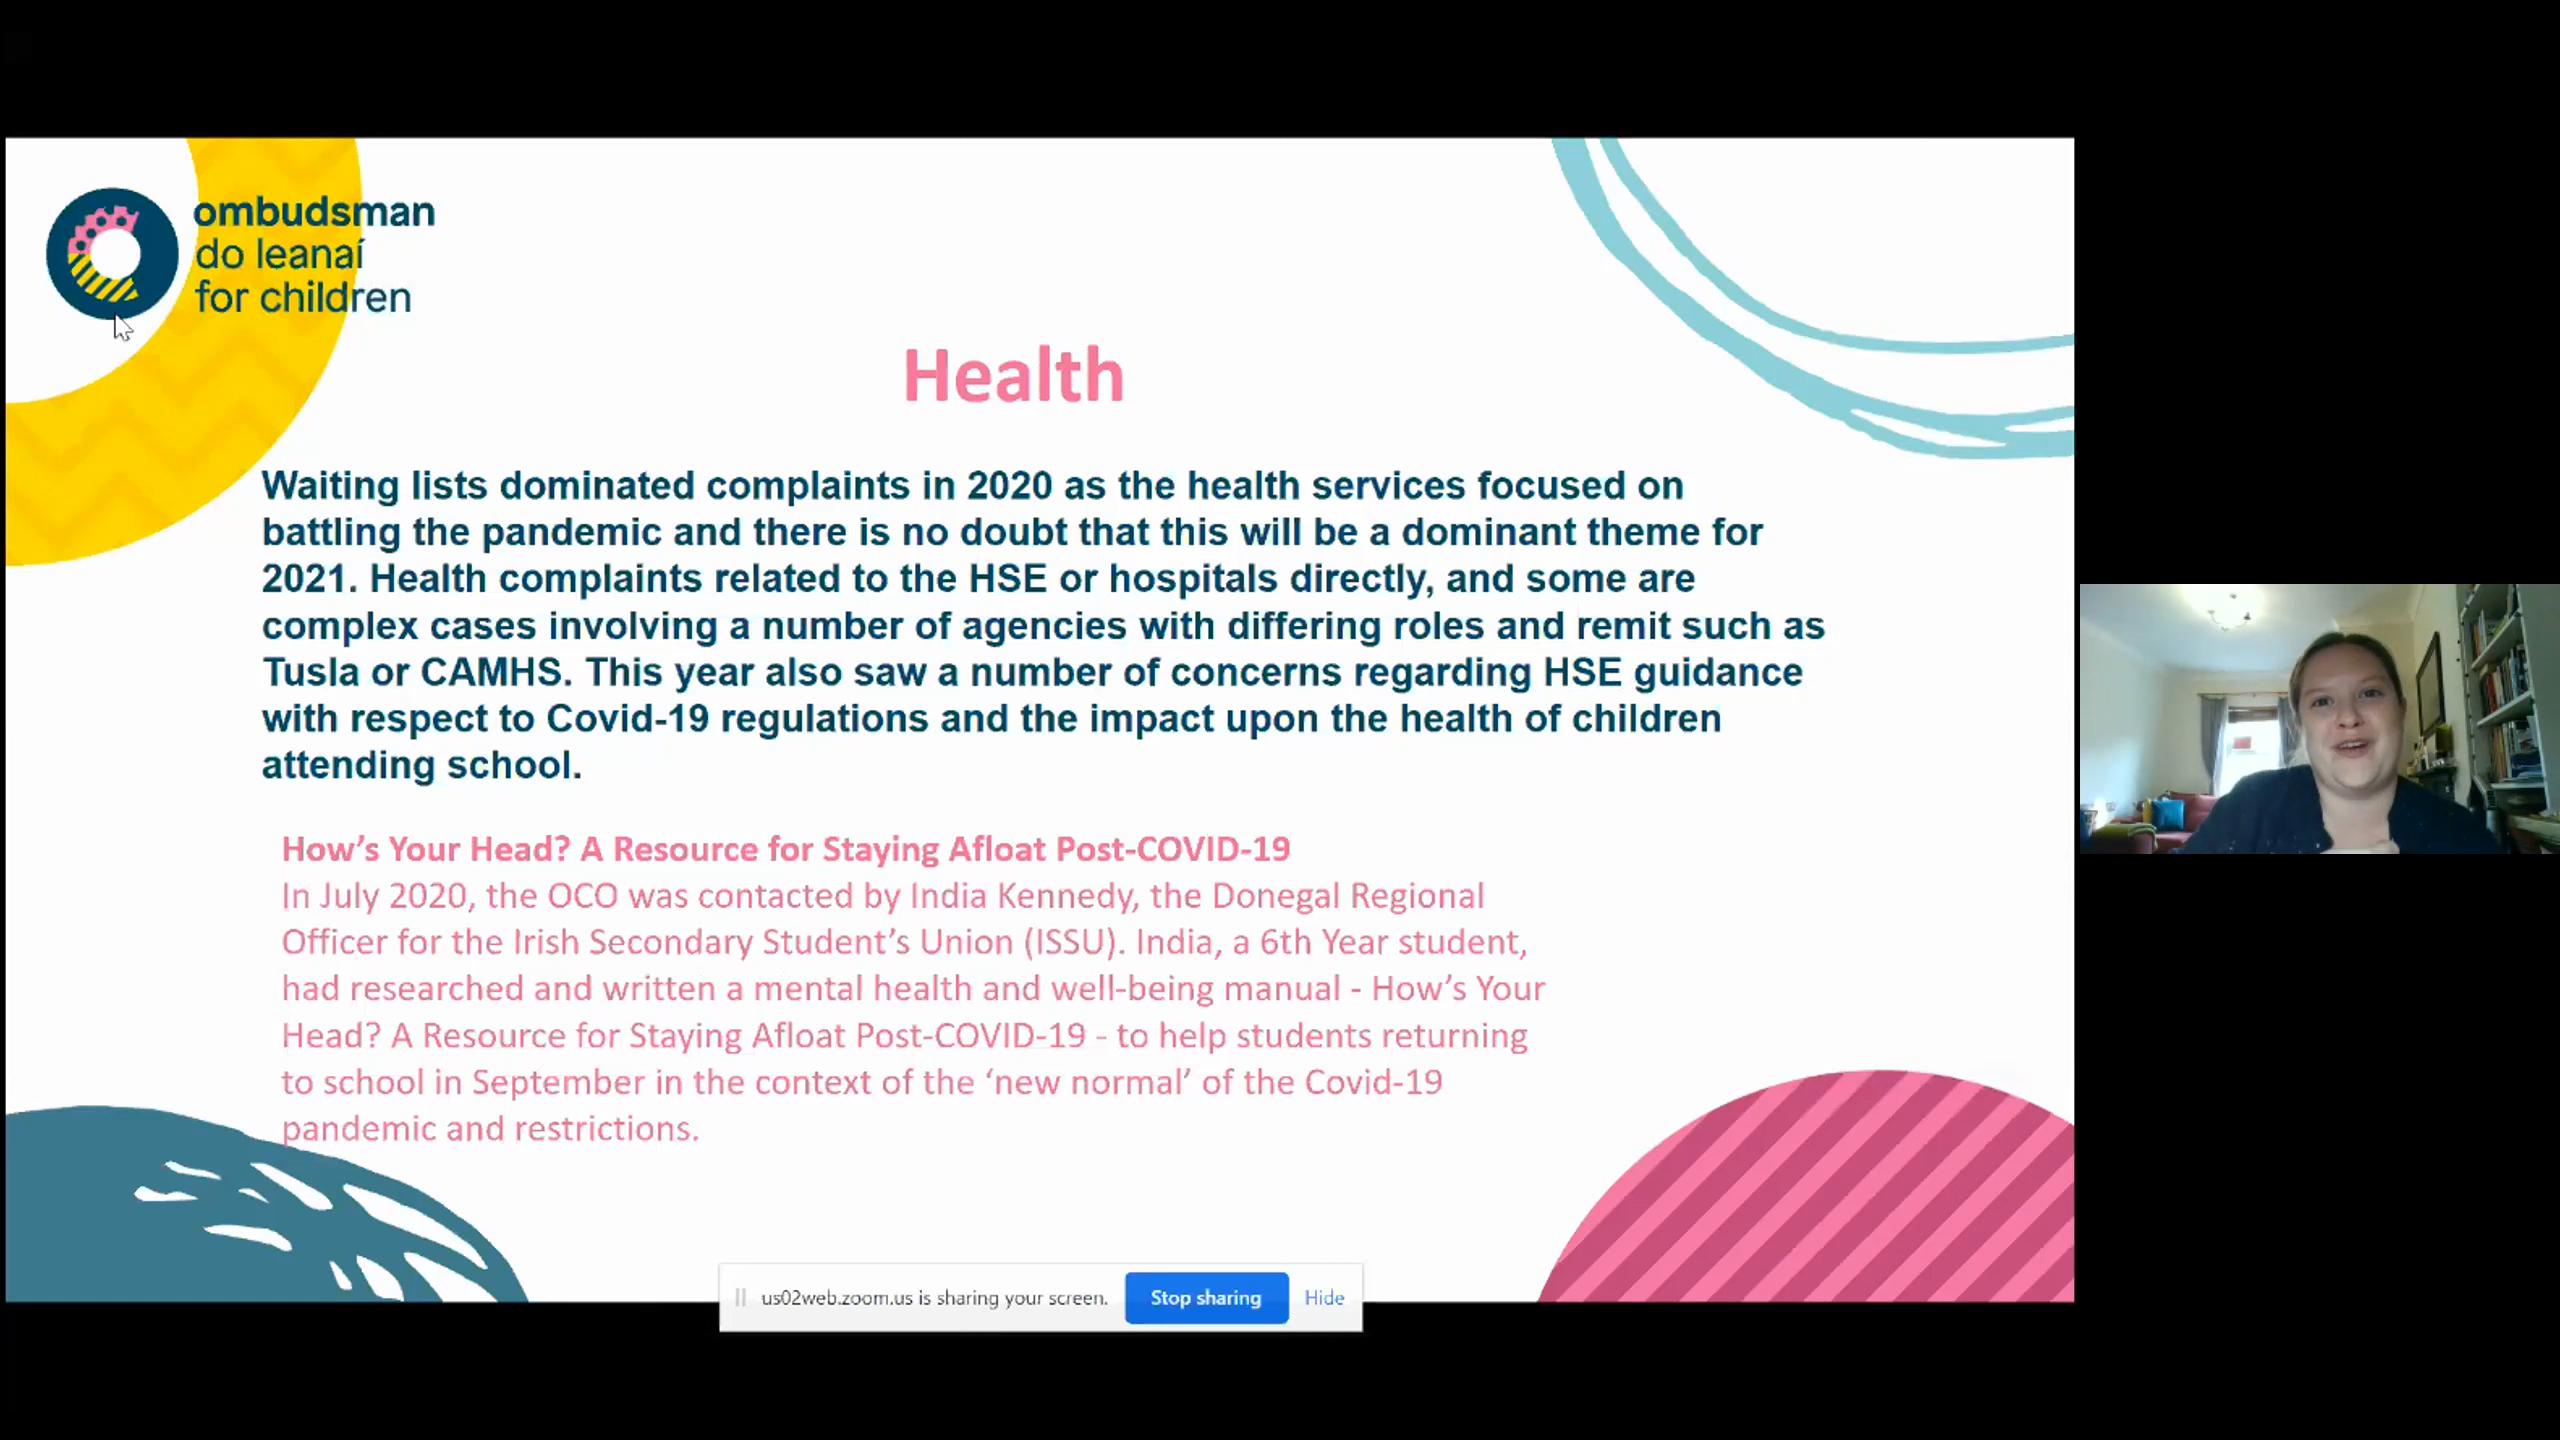 ombudsman
do leanaí
for children
Health
Waiting lists dominated complaints in 2020 as the health services focused on
battling the pandemic and there is no doubt that this will be a dominant theme for
2021. Health complaints related to the HSE or hospitals directly, and some are
complex cases involving a number of agencies with differing roles and remit such as
Tusla or CAMHS. This year also saw a number of concerns regarding HSE guidance
with respect to Covid-19 regulations and the impact upon the health of children
attending school.
How’s Your Head? A Resource for Staying Afloat Post-COVID-19
In July 2020, the OCO was contacted by India Kennedy, the Donegal Regional
Officer for the Irish Secondary Student’s Union (ISSU). India, a 6th Year student,
had researched and written a mental health and well-being manual - How’s Your
Head? A Resource for Staying Afloat Post-COVID-19 - to help students returning
to school in September in the context of the ‘new normal’ of the Covid-19
pandemic and restrictions.
us02web.zoom.us is sharing your screen.
Stop sharing
Hide